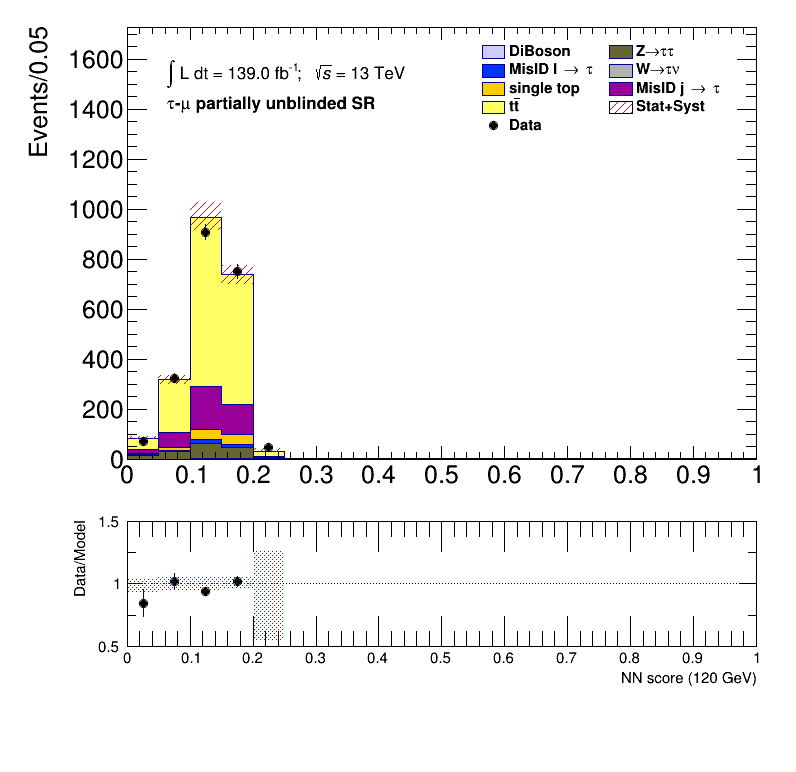 Events/0.05
1600
1400
1200
1000
800
600
400
200
0
∫ L dt = 139.0 fb⁻¹; √s = 13 TeV
τ-μ partially unblinded SR
DiBoson
MisID l → τ
single top
tt̄
Data
Z→ττ
W→τν
MisID j → τ
Stat+Syst
0 0.1 0.2 0.3 0.4 0.5 0.6 0.7 0.8 0.9 1
Data/Model
1.5
1
0.5
0 0.1 0.2 0.3 0.4 0.5 0.6 0.7 0.8 0.9 1
NN score (120 GeV)